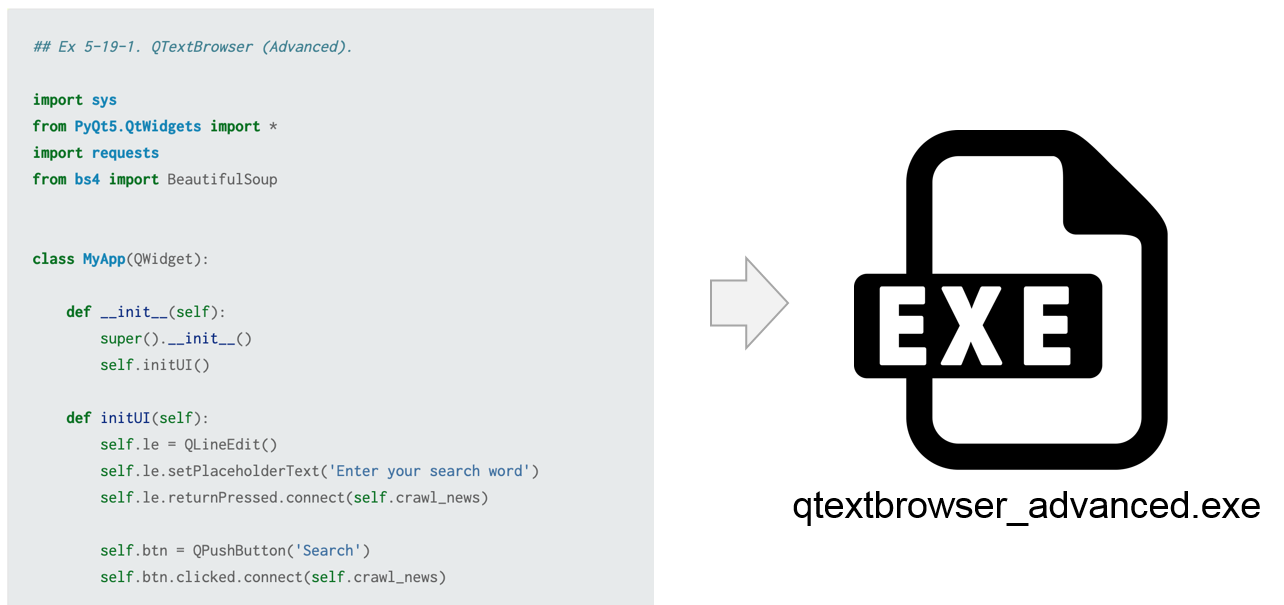 ## Ex 5-19-1. QTextBrowser (Advanced).
import sys
from PyQt5.QtWidgets import *
import requests
from bs4 import BeautifulSoup
class MyApp(QWidget):
    def __init__(self):
        super().__init__()
        self.initUI()
    def initUI(self):
        self.le = QLineEdit()
        self.le.setPlaceholderText('Enter your search word')
        self.le.returnPressed.connect(self.crawl_news)
        self.btn = QPushButton('Search')
        self.btn.clicked.connect(self.crawl_news)
EXE
qtextbrowser_advanced.exe